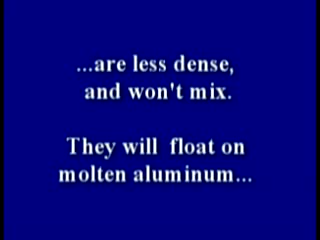 ...are less dense,
and won't mix.
They will float on
molten aluminum...